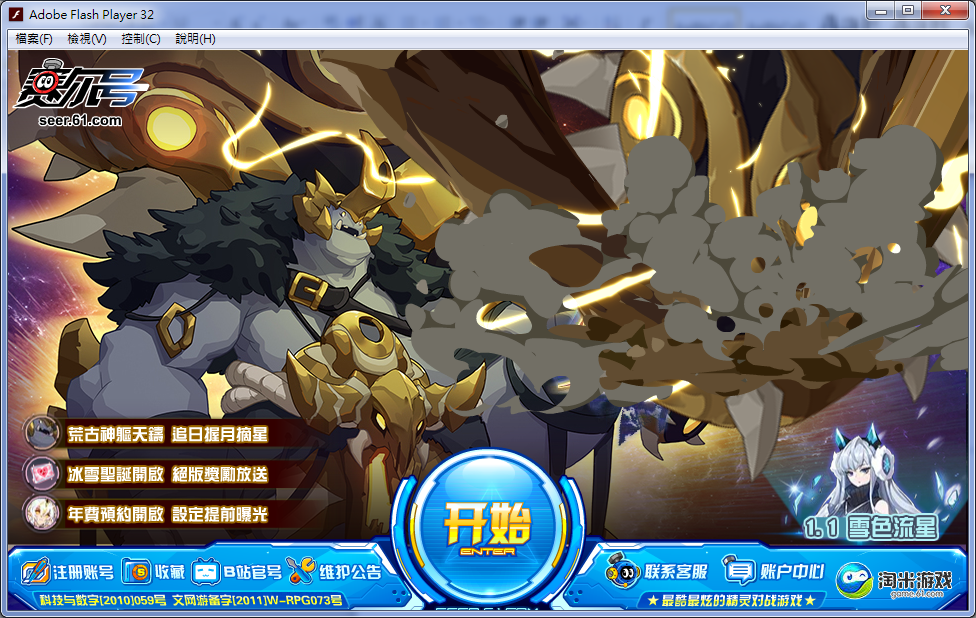 Adobe Flash Player 32
檔案(F) 檢視(V) 控制(C) 說明(H)
赛尔号
seer.61.com
荒古神軀天鑄 追日握月摘星
冰雪聖誕開啟 絕版獎勵放送
年費預約開啟 設定提前曝光
开始
ENTER
1.1 雪色流星
注册账号 收藏 B站官号 维护公告
联系客服 账户中心
淘米游戏
game.61.com
科技与数字[2010]059号 文网游备字[2011]W-RPG073号
★最酷最炫的精灵对战游戏★